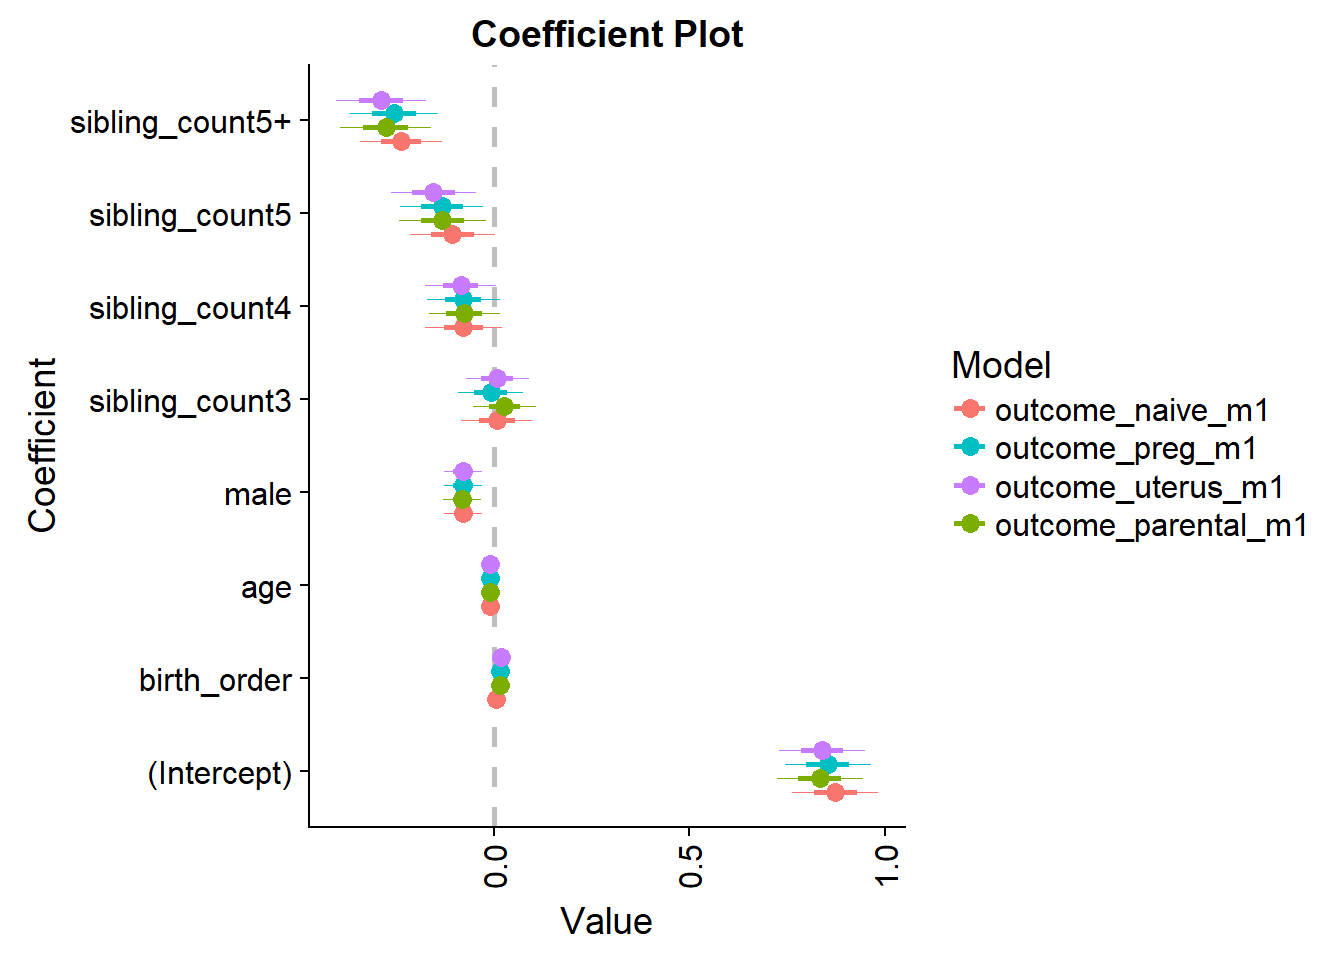 Coefficient Plot
sibling_count5+
sibling_count5
sibling_count4
sibling_count3
male
age
birth_order
(Intercept)
Coefficient
0.0
0.5
1.0
Value
Model
outcome_naive_m1
outcome_preg_m1
outcome_uterus_m1
outcome_parental_m1